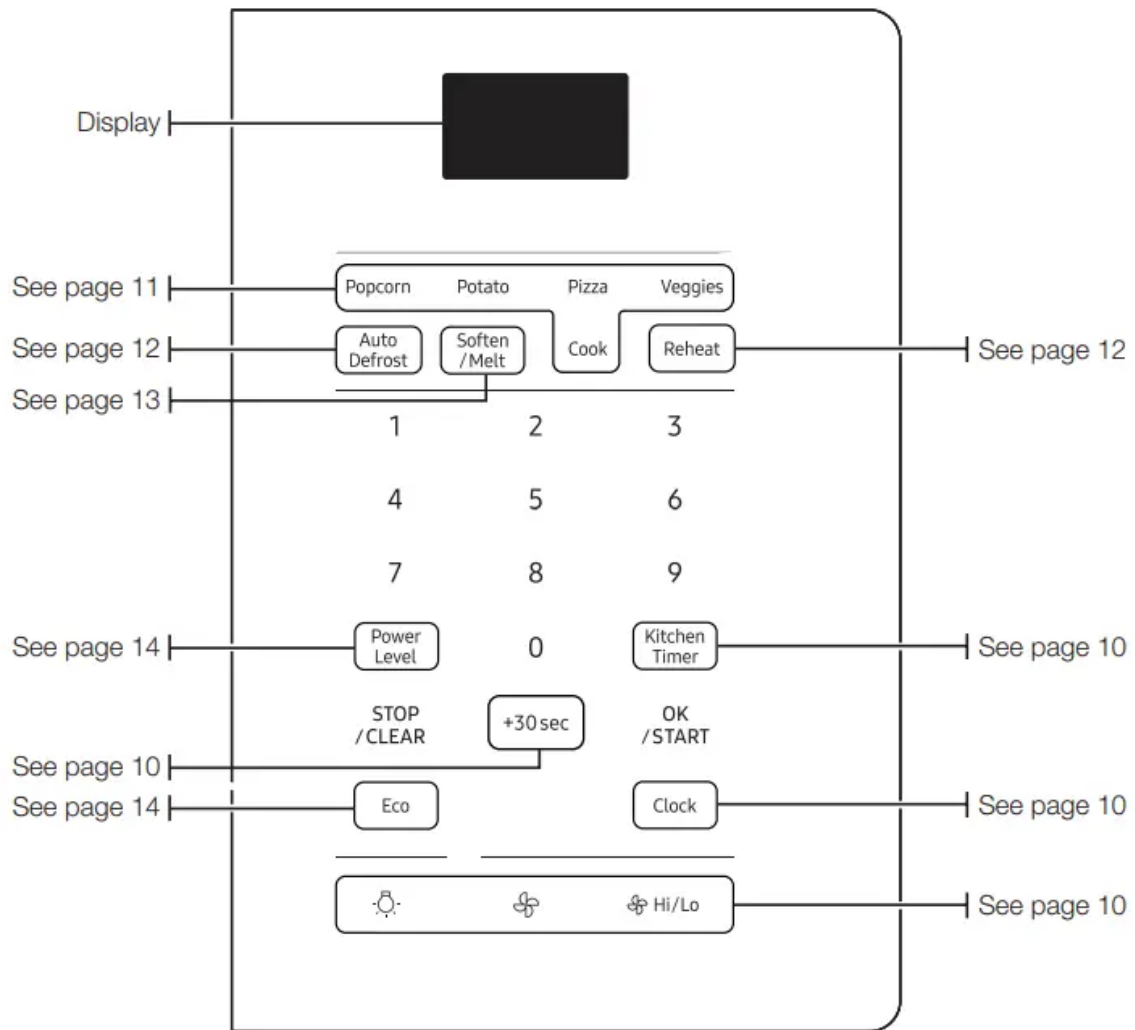 Display
See page 11
Popcorn Potato Pizza Veggies
See page 12
Auto
Defrost
Soften
/Melt
Cook
Reheat
See page 12
See page 13
1 2 3
4 5 6
7 8 9
See page 14
Power
Level
0
Kitchen
Timer
See page 10
STOP
/CLEAR
+30 sec
OK
/START
See page 10
See page 14
Eco
Clock
See page 10
Hi/Lo
See page 10